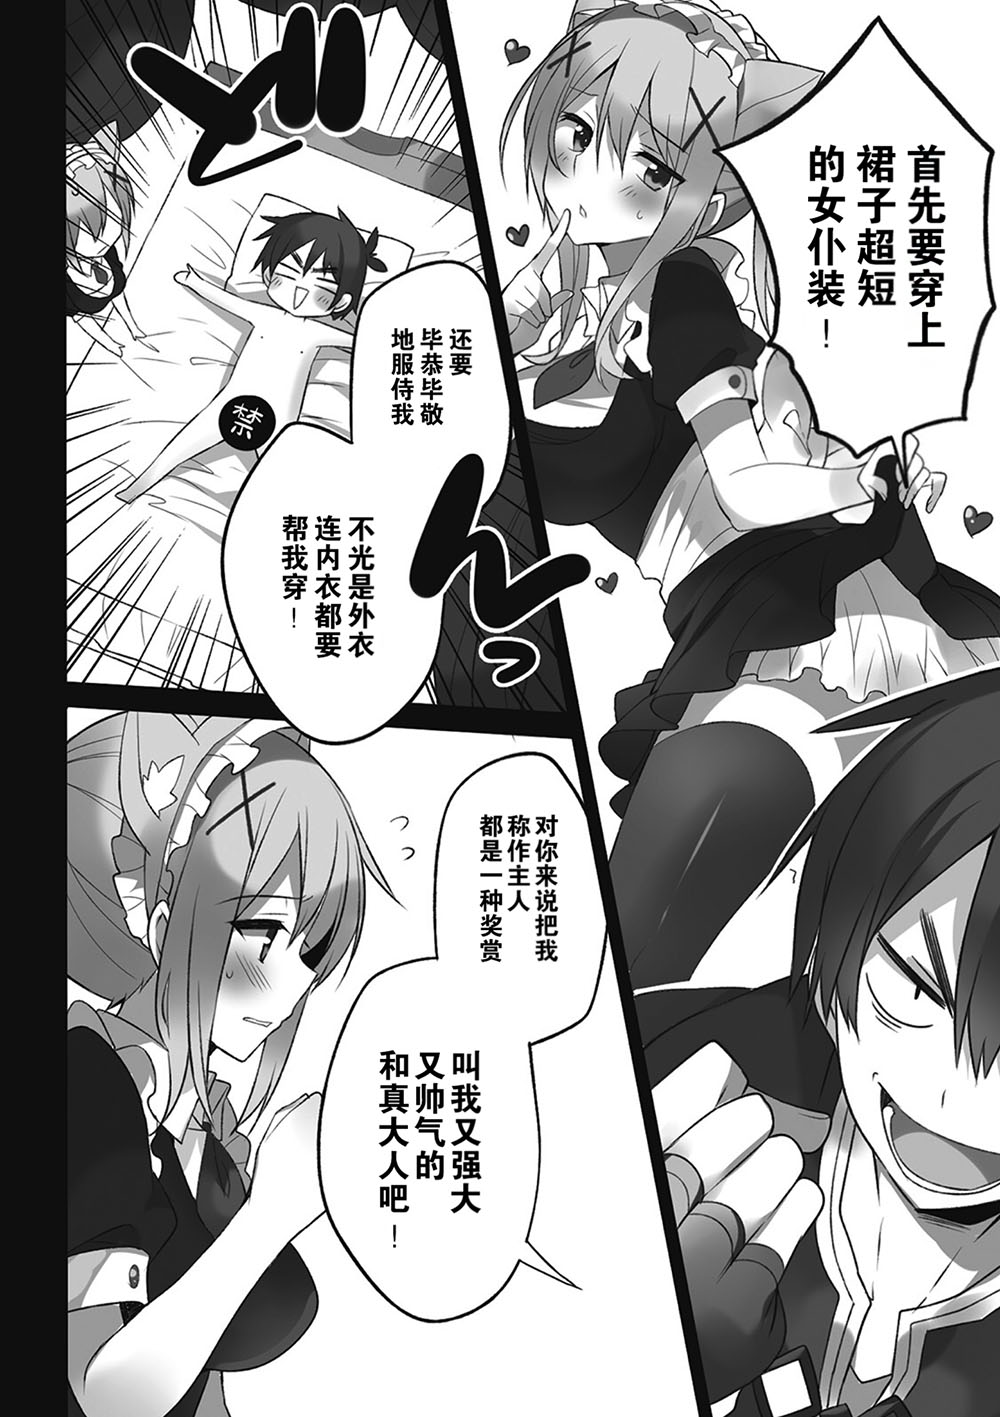 首先要穿上
裙子超短
的女仆装！
还要
毕恭毕敬
地服侍我
不光是外衣
连内衣都要
帮我穿！
禁
ばーん
对你来说把我
称作主人
都是一种奖赏
叫我又强大
又帅气的
和真大人吧！